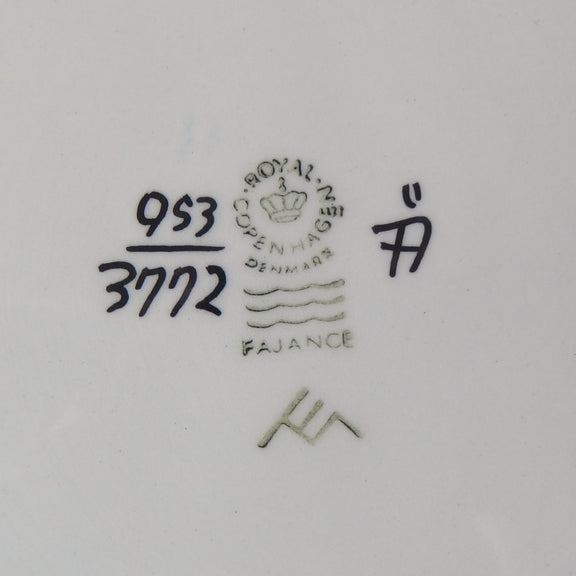 953
3772
ROYAL
COPENHAGEN
DENMARK
FAJANCE